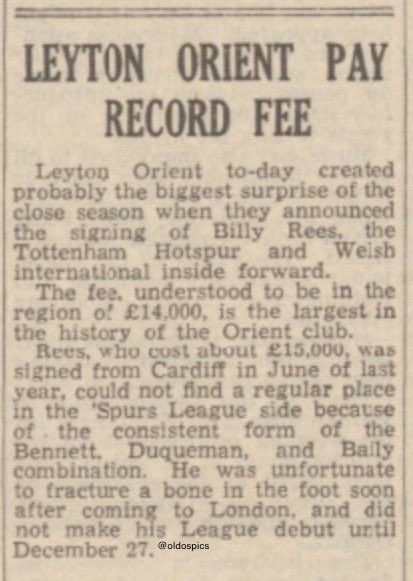 LEYTON ORIENT PAY
RECORD FEE
Leyton Orient to-day created
probably the biggest surprise of the
close season when they announced
the signing of Billy Rees, the
Tottenham Hotspur and Welsh
international inside forward.
The fee, understood to be in the
region of £14,000, is the largest in
the history of the Orient club.
Rees, who cost about £15,000, was
signed from Cardiff in June of last
year, could not find a regular place
in the 'Spurs League side because
of the consistent form of the
Bennett, Duqueman, and Baily
combination. He was unfortunate
to fracture a bone in the foot soon
after coming to London, and did
not make his League debut until
December 27.
@oldospics